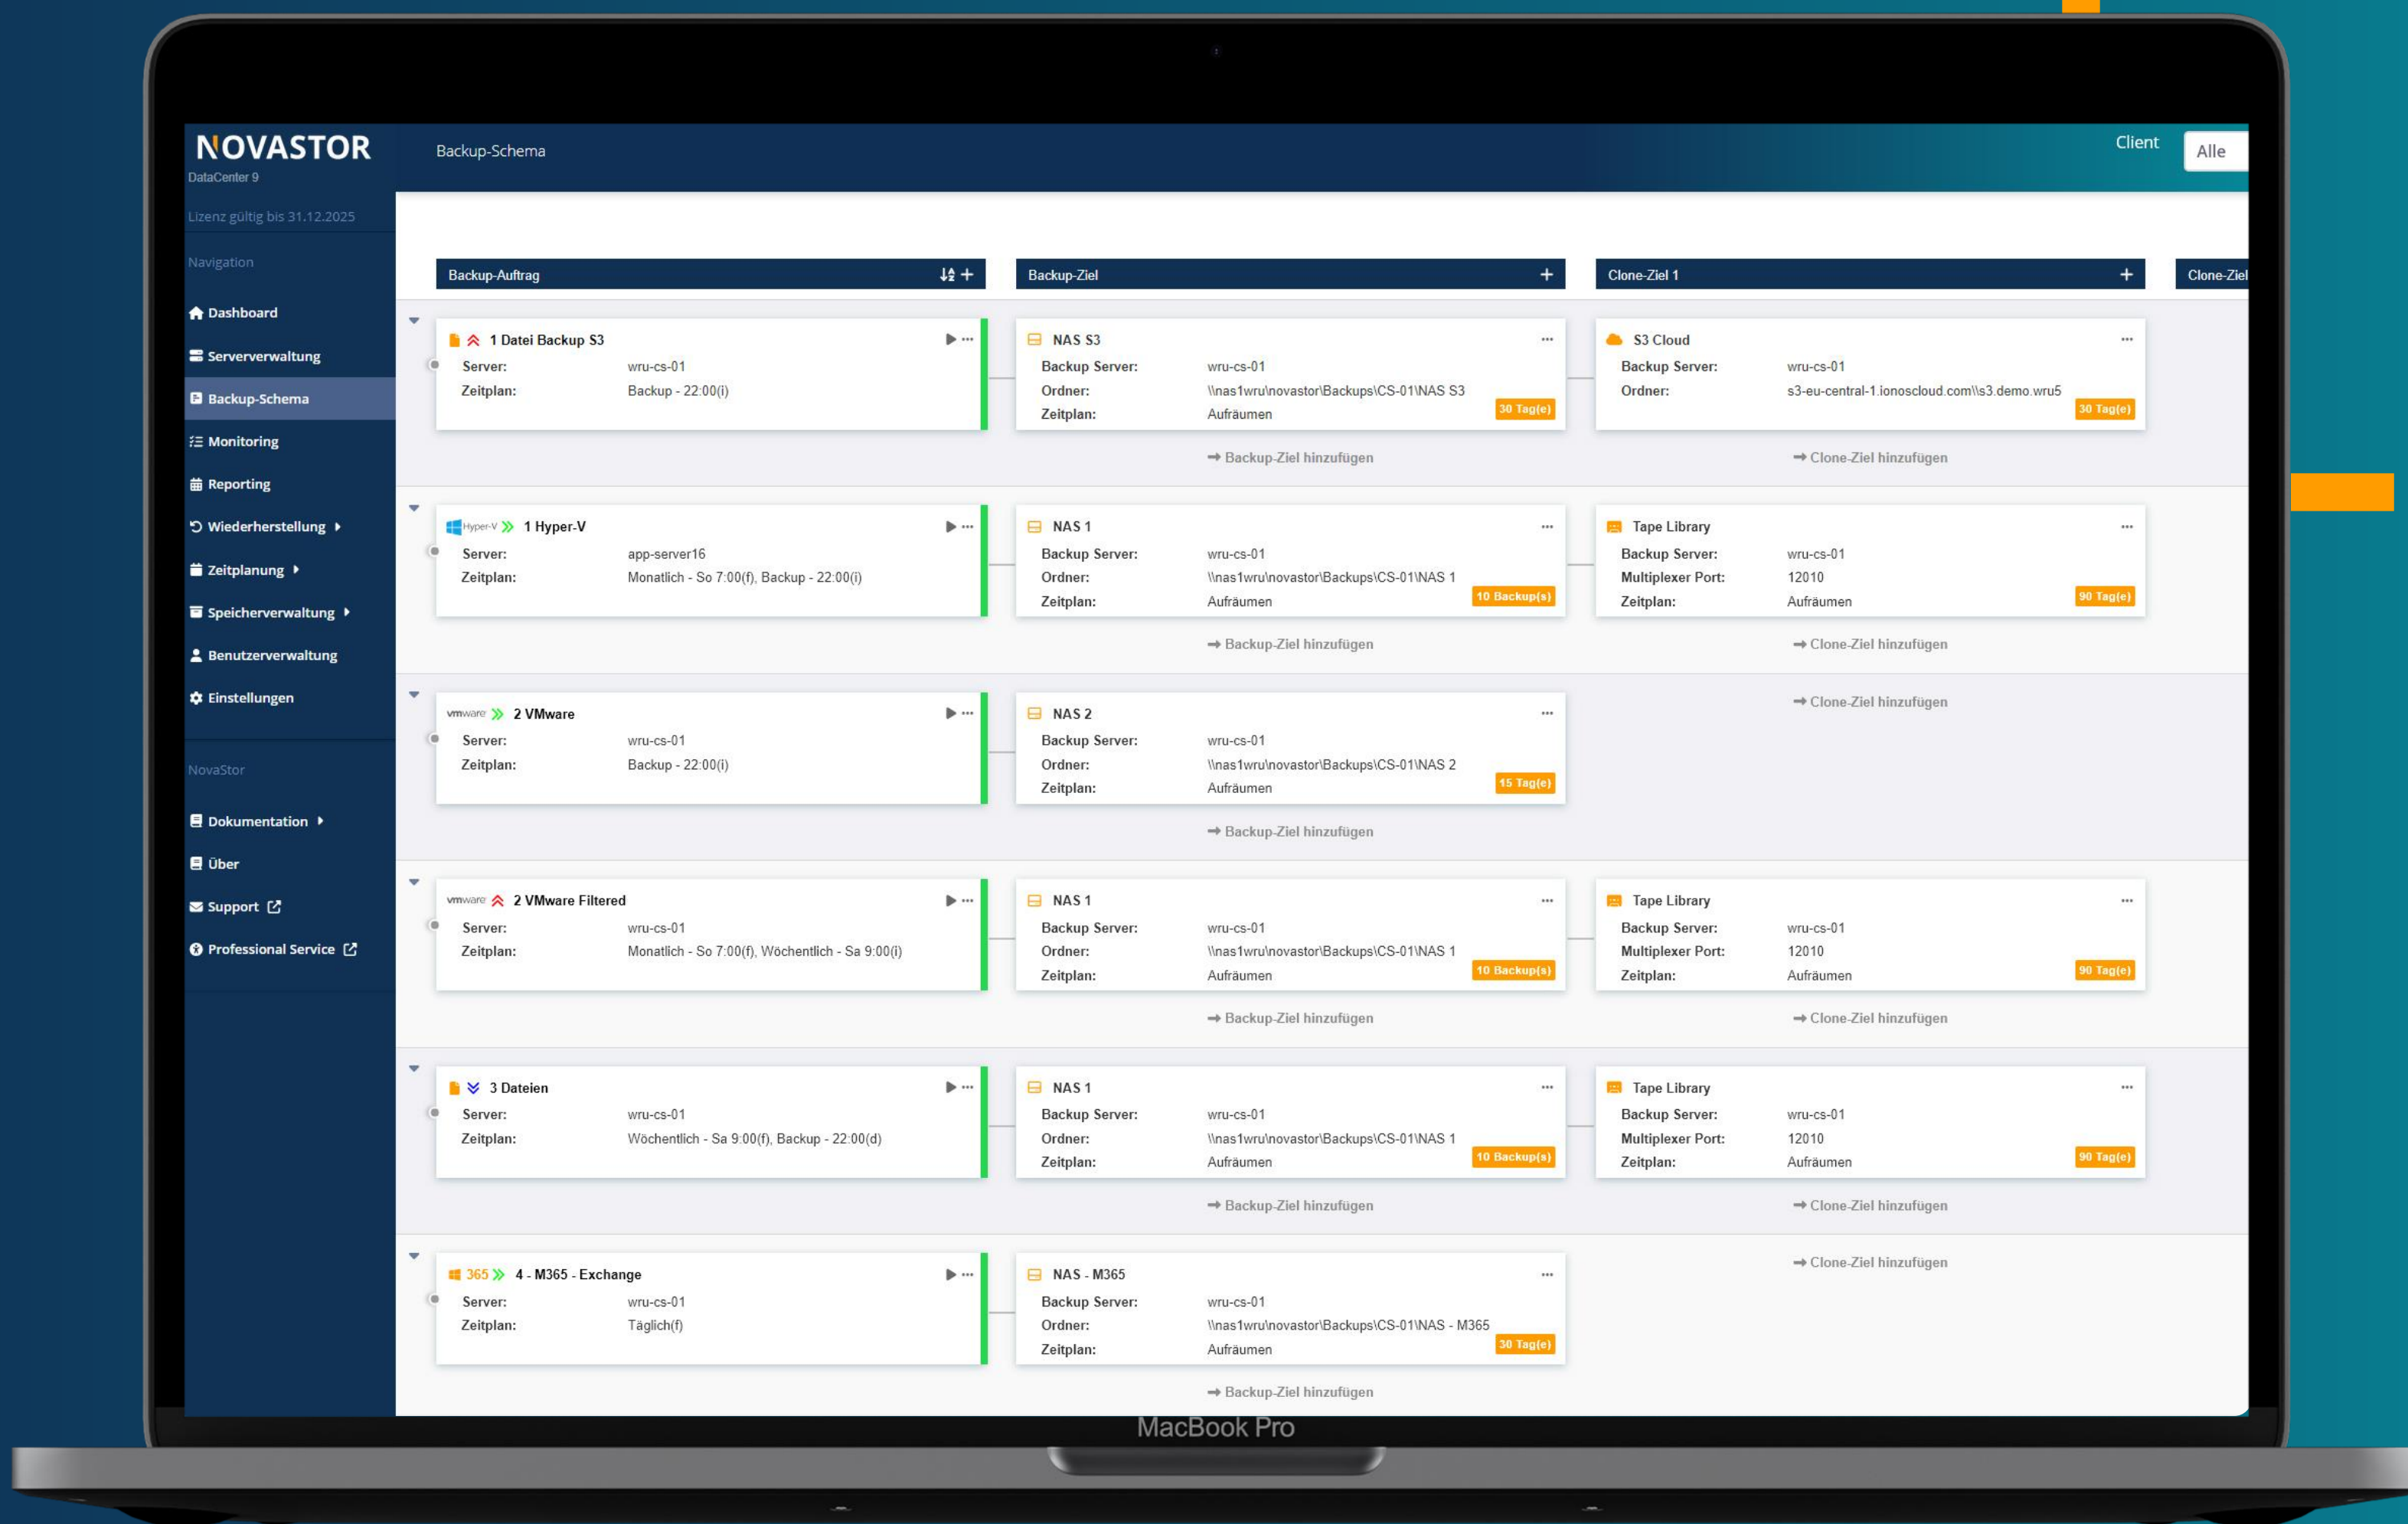 NOVASTOR
DataCenter 9
Lizenz gültig bis 31.12.2025
Navigation
Dashboard
Serververwaltung
Backup-Schema
Monitoring
Reporting
Wiederherstellung
Zeitplanung
Speicherverwaltung
Benutzerverwaltung
Einstellungen
NovaStor
Dokumentation
Über
Support
Professional Service
Backup-Schema
Client Alle
Backup-Auftrag Backup-Ziel Clone-Ziel 1 Clone-Ziel
1 Datei Backup S3
Server: wru-cs-01
Zeitplan: Backup - 22:00(i)
NAS S3
Backup Server: wru-cs-01
Ordner: \\nas1wru\novastor\Backups\CS-01\NAS S3
Zeitplan: Aufräumen
30 Tag(e)
Backup-Ziel hinzufügen
S3 Cloud
Backup Server: wru-cs-01
Ordner: s3-eu-central-1.ionoscloud.com\\s3.demo.wru5
30 Tag(e)
Clone-Ziel hinzufügen
Hyper-V 1 Hyper-V
Server: app-server16
Zeitplan: Monatlich - So 7:00(f), Backup - 22:00(i)
NAS 1
Backup Server: wru-cs-01
Ordner: \\nas1wru\novastor\Backups\CS-01\NAS 1
Zeitplan: Aufräumen
10 Backup(s)
Backup-Ziel hinzufügen
Tape Library
Backup Server: wru-cs-01
Multiplexer Port: 12010
Zeitplan: Aufräumen
90 Tag(e)
Clone-Ziel hinzufügen
vmware 2 VMware
Server: wru-cs-01
Zeitplan: Backup - 22:00(i)
NAS 2
Backup Server: wru-cs-01
Ordner: \\nas1wru\novastor\Backups\CS-01\NAS 2
Zeitplan: Aufräumen
15 Tag(e)
Backup-Ziel hinzufügen
Clone-Ziel hinzufügen
vmware 2 VMware Filtered
Server: wru-cs-01
Zeitplan: Monatlich - So 7:00(f), Wöchentlich - Sa 9:00(i)
NAS 1
Backup Server: wru-cs-01
Ordner: \\nas1wru\novastor\Backups\CS-01\NAS 1
Zeitplan: Aufräumen
10 Backup(s)
Backup-Ziel hinzufügen
Tape Library
Backup Server: wru-cs-01
Multiplexer Port: 12010
Zeitplan: Aufräumen
90 Tag(e)
Clone-Ziel hinzufügen
3 Dateien
Server: wru-cs-01
Zeitplan: Wöchentlich - Sa 9:00(f), Backup - 22:00(d)
NAS 1
Backup Server: wru-cs-01
Ordner: \\nas1wru\novastor\Backups\CS-01\NAS 1
Zeitplan: Aufräumen
10 Backup(s)
Backup-Ziel hinzufügen
Tape Library
Backup Server: wru-cs-01
Multiplexer Port: 12010
Zeitplan: Aufräumen
90 Tag(e)
Clone-Ziel hinzufügen
365 4 - M365 - Exchange
Server: wru-cs-01
Zeitplan: Täglich(f)
NAS - M365
Backup Server: wru-cs-01
Ordner: \\nas1wru\novastor\Backups\CS-01\NAS - M365
Zeitplan: Aufräumen
30 Tag(e)
Backup-Ziel hinzufügen
Clone-Ziel hinzufügen
MacBook Pro